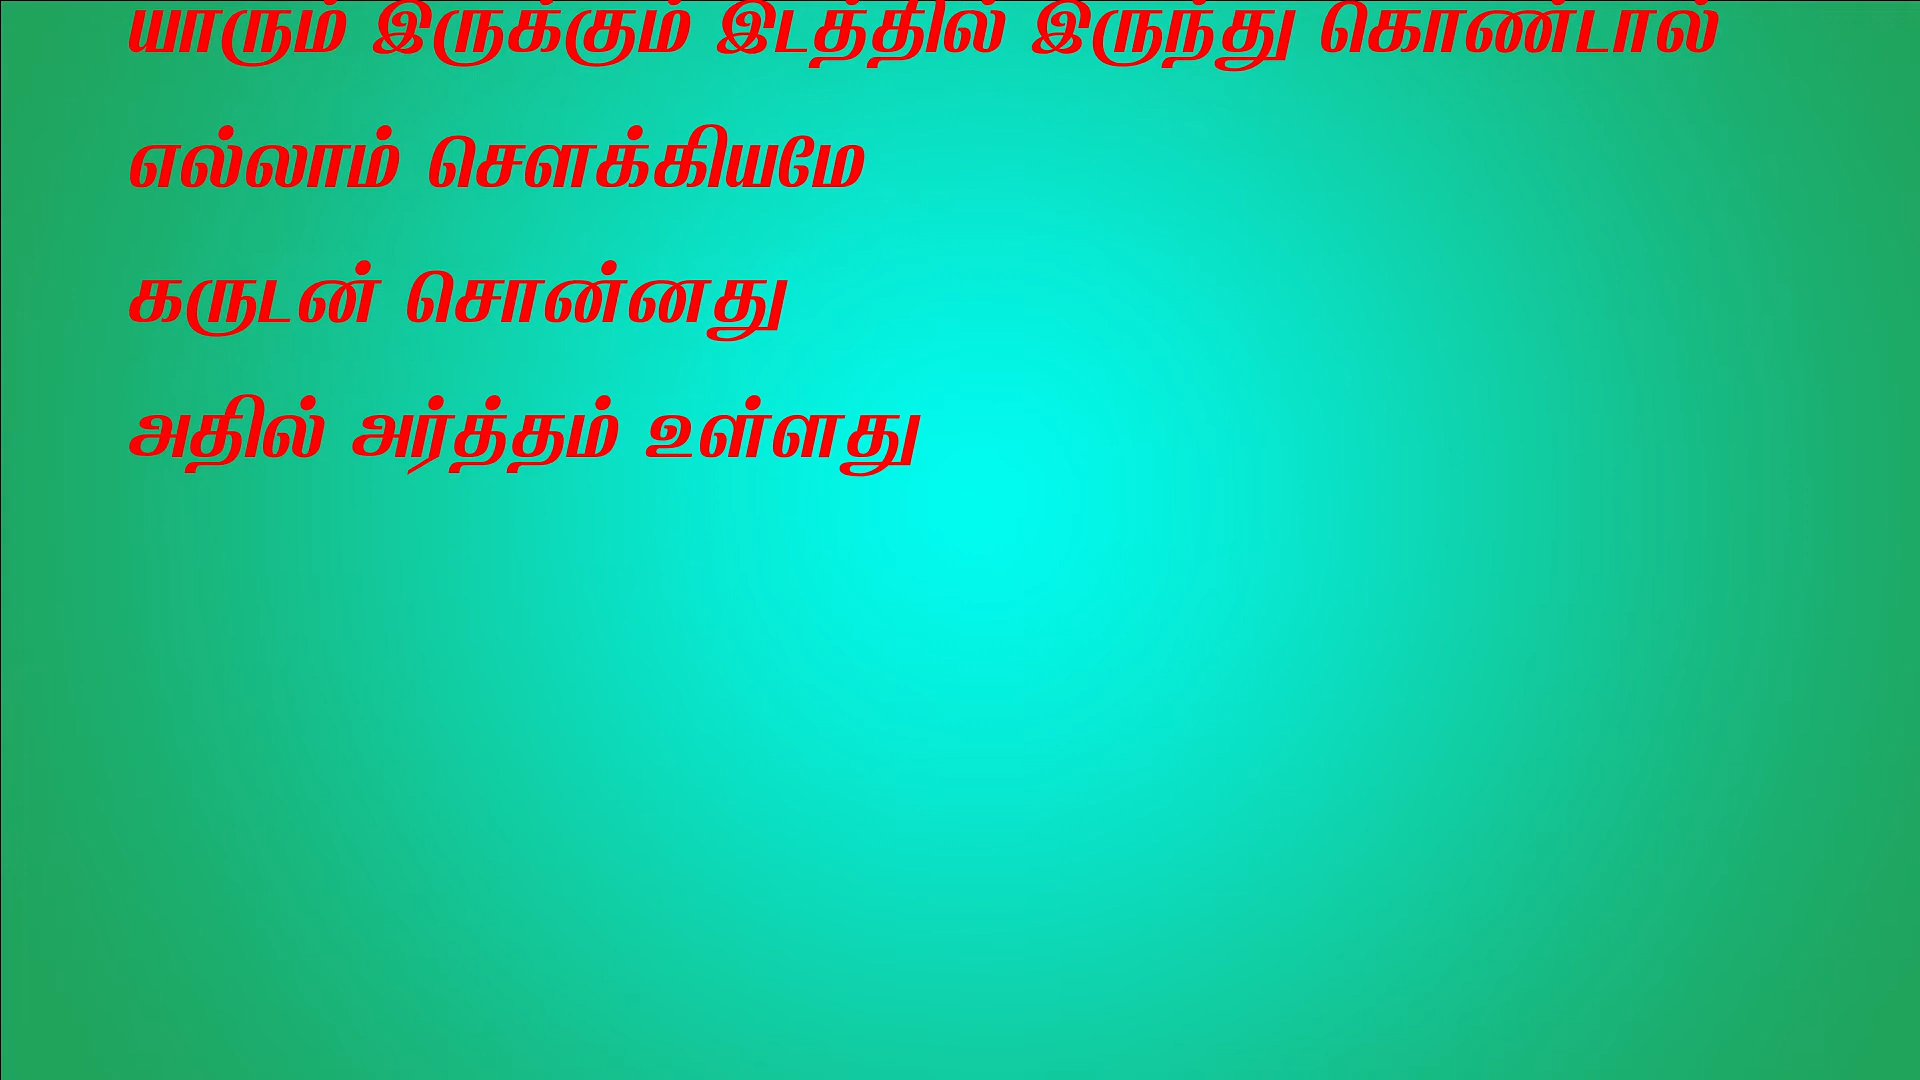 யாரும் இருக்கும் இடத்தில் இருந்து கொண்டால்
எல்லாம் சௌக்கியமே
கருடன் சொன்னது
அதில் அர்த்தம் உள்ளது